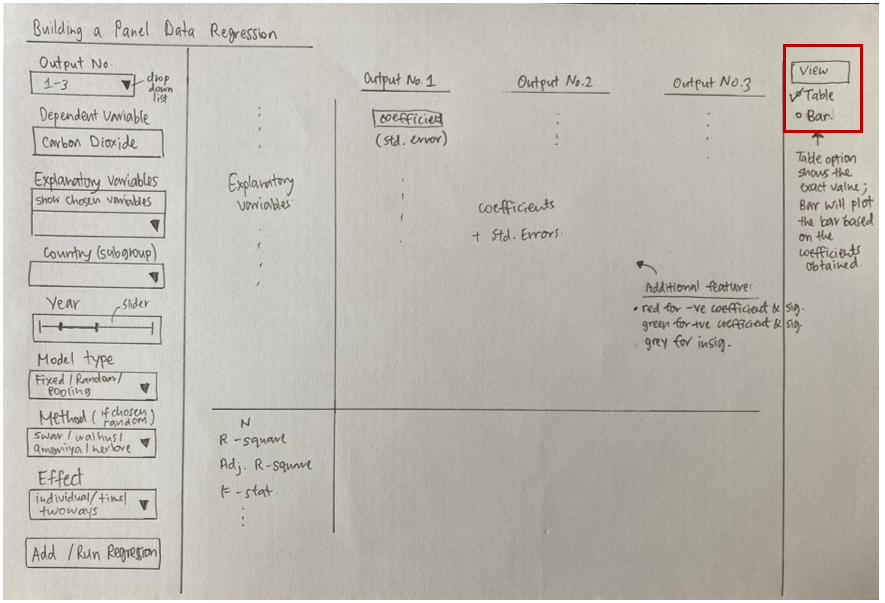 Building a Panel Data Regression
Output No.
1-3
drop
down
list
Dependent Variable
Carbon Dioxide
Explanatory Variables
show chosen variables
Country (subgroup)
Year
slider
Model type
Fixed / Random /
Pooling
Method (if chosen
random)
swar / walhus /
amemiya / nerlove
Effect
individual / time /
twoways
Add / Run Regression
Explanatory
variables
N
R-square
Adj. R-square
F-stat.
Output No. 1
Output No. 2
Output No. 3
coefficient
(std. error)
coefficients
+ Std. Errors.
Additional feature:
• red for -ve coefficient & sig.
green for +ve coefficient & sig.
grey for insig.
View
Table
Bar.
Table option
shows the
exact value;
Bar will plot
the bar based
on the
coefficients
obtained.